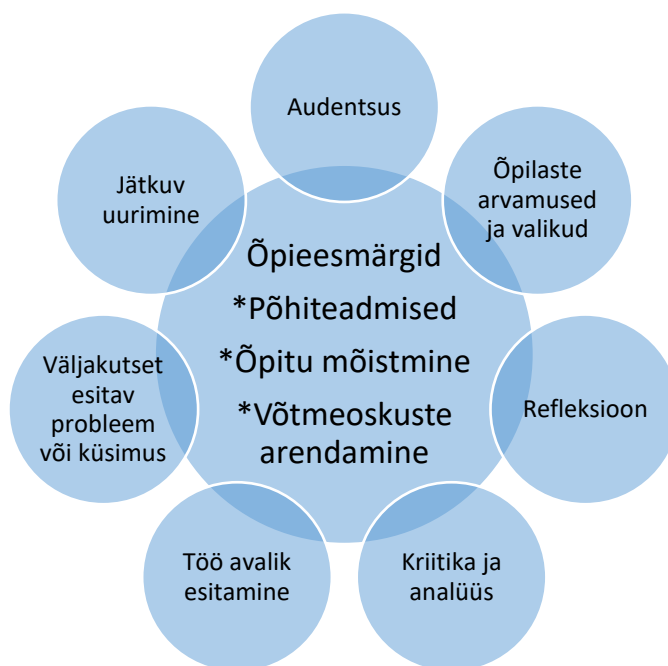 Audentsus
Õpilaste
arvamused
ja valikud
Refleksioon
Kriitika ja
analüüs
Töö avalik
esitamine
Väljakutset
esitav
probleem
või küsimus
Jätkuv
uurimine
Õpieesmärgid
*Põhiteadmised
*Õpitu mõistmine
*Võtmeoskuste
arendamine